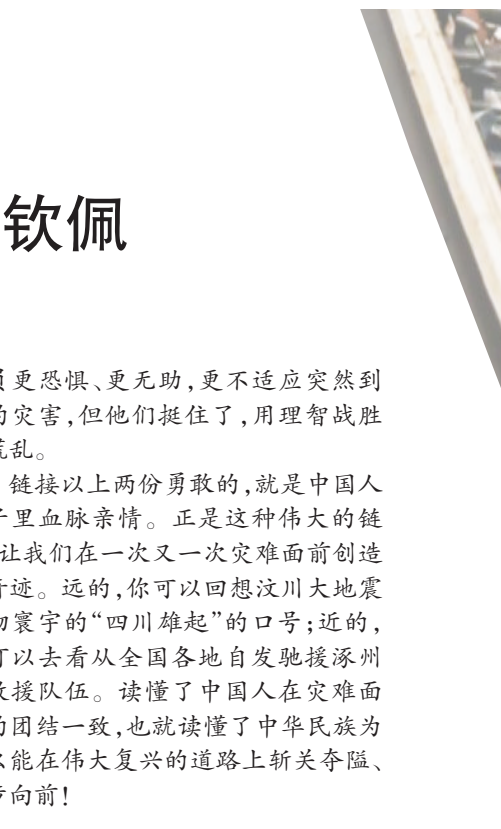 钦佩
更恐惧、更无助,更不适应突然到
灾害,但他们挺住了,用理智战胜
乱。
链接以上两份勇敢的,就是中国人
里血脉亲情。正是这种伟大的链
让我们在一次又一次灾难面前创造
迹。远的,你可以回想汶川大地震
寰宇的“四川雄起”的口号;近的,
可以去看从全国各地自发驰援涿州
救援队伍。读懂了中国人在灾难面
的团结一致,也就读懂了中华民族为
能在伟大复兴的道路上斩关夺隘、
向前!